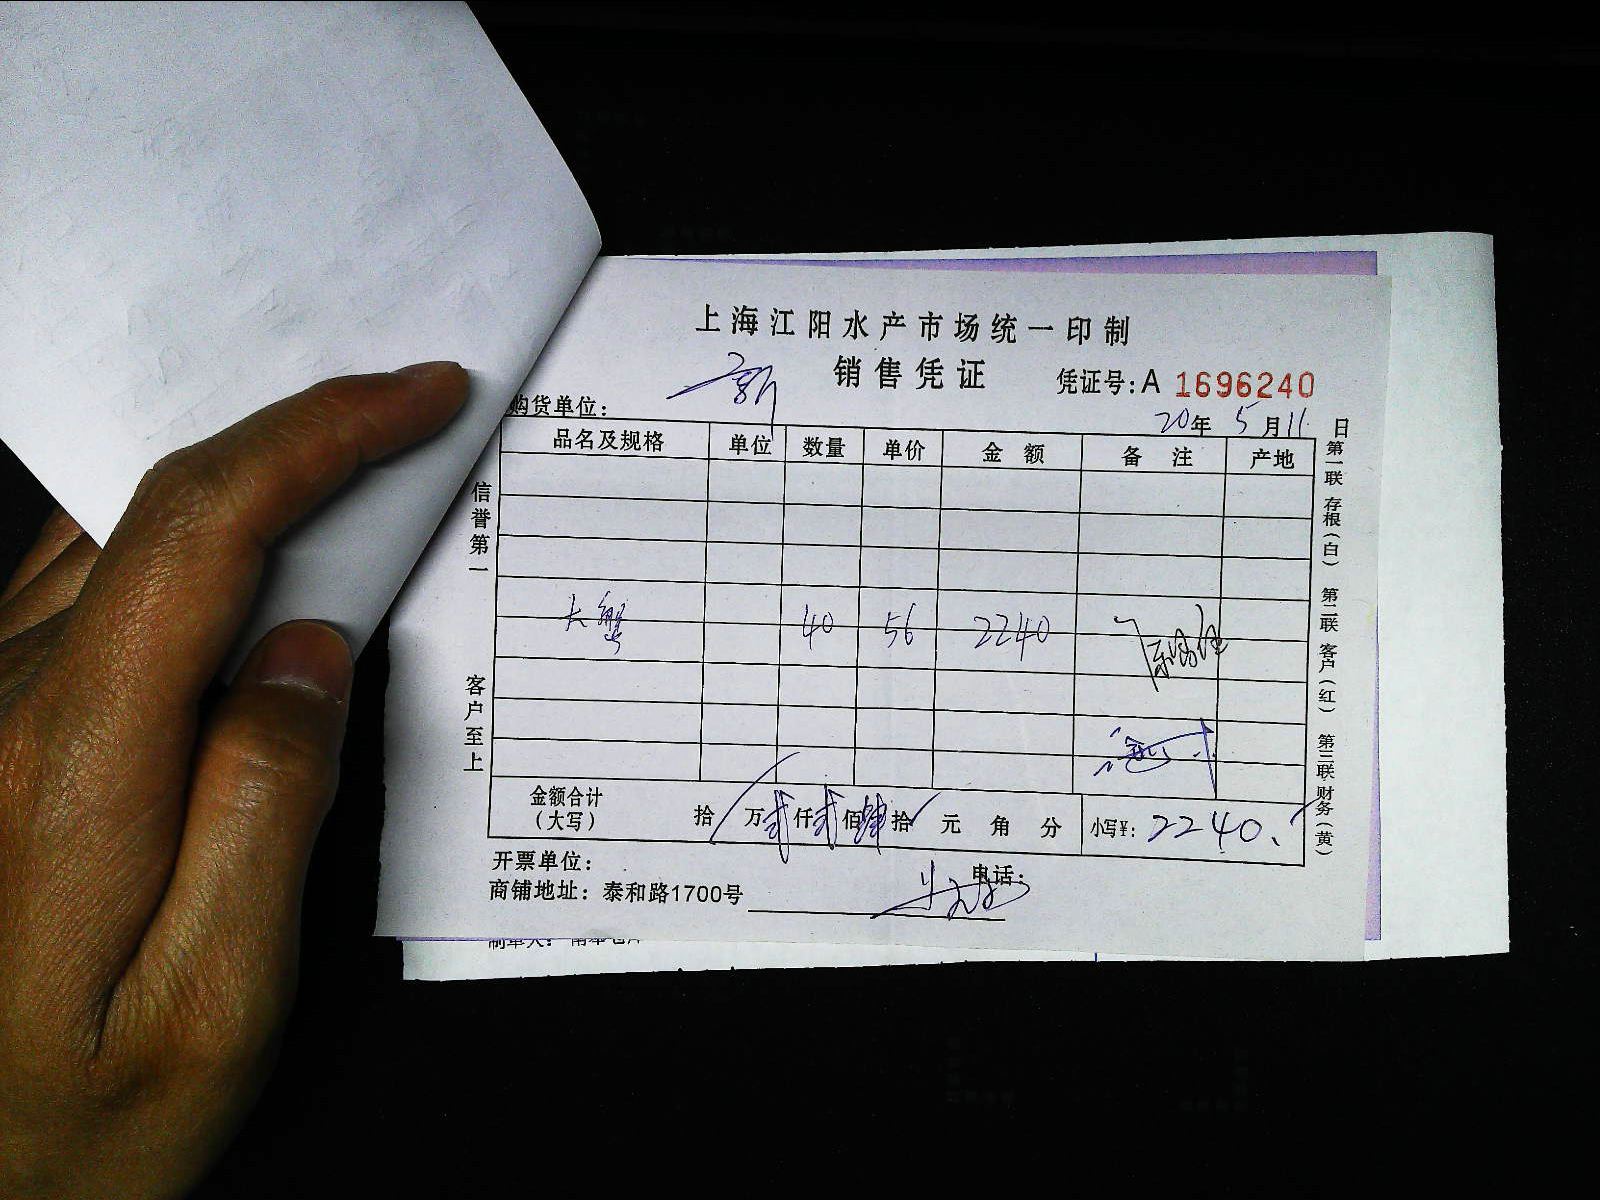 上海江阳水产市场统一印制
销售凭证 凭证号:A 1696240
购货单位:
20年 5月11日
品名及规格 单位 数量 单价 金额 备注 产地
大蟹 40 56 2240
金额合计(大写) 拾 万贰仟贰佰肆拾 元 角 分 小写¥: 2240.
开票单位: 电话:
商铺地址: 泰和路1700号
信誉第一
客户至上
第一联 存根(白) 第二联 客户(红) 第三联 财务(黄)